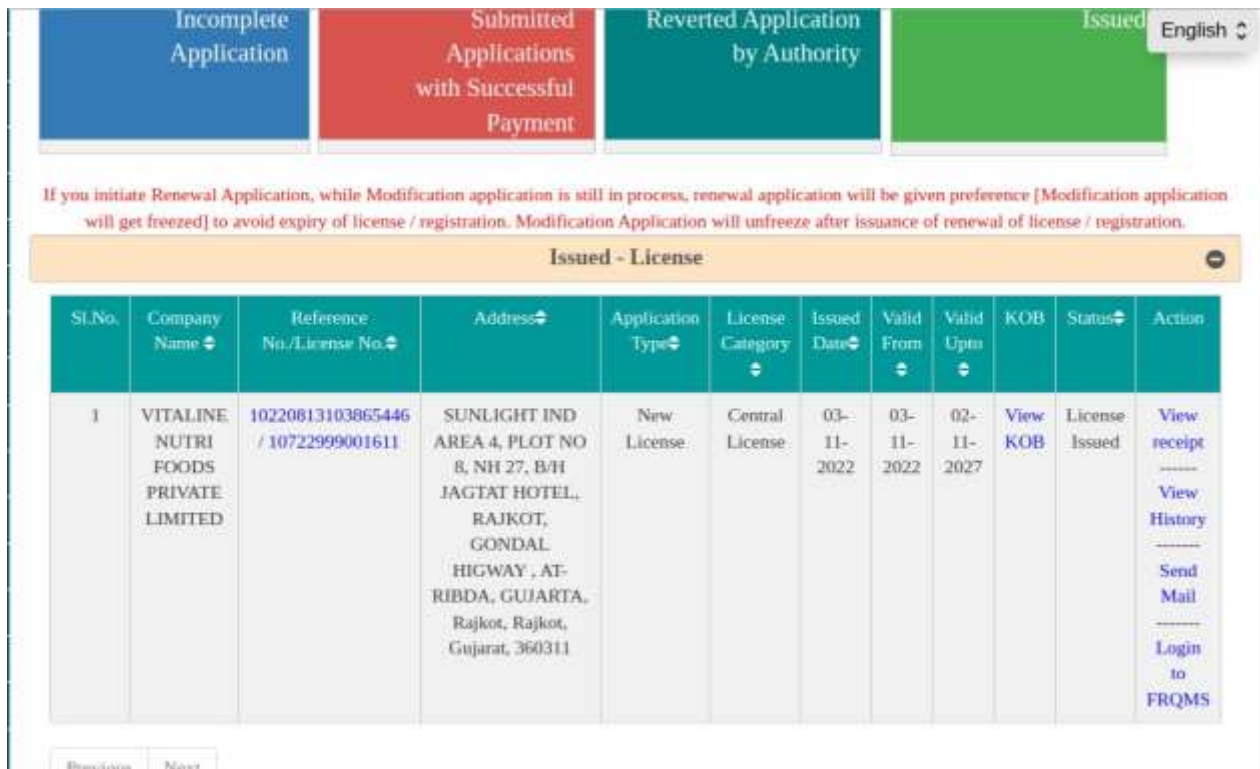 Incomplete
Application
Submitted
Applications
with Successful
Payment
Reverted Application
by Authority
Issued
English
If you initiate Renewal Application, while Modification application is still in process, renewal application will be given preference [Modification application
will get freezed] to avoid expiry of license / registration. Modification Application will unfreeze after issuance of renewal of license / registration.
Issued - License
Sl.No.
Company
Name
Reference
No./License No.
Address
Application
Type
License
Category
Issued
Date
Valid
From
Valid
Upto
KOB
Status
Action
1
VITALINE
NUTRI
FOODS
PRIVATE
LIMITED
10220813103865446
/ 10722999001611
SUNLIGHT IND
AREA 4, PLOT NO
8, NH 27, B/H
JAGTAT HOTEL,
RAJKOT,
GONDAL
HIGWAY , AT-
RIBDA, GUJARTA,
Rajkot, Rajkot,
Gujarat, 360311
New
License
Central
License
03-
11-
2022
03-
11-
2022
02-
11-
2027
View
KOB
License
Issued
View
receipt
-------
View
History
--------
Send
Mail
--------
Login
to
FRQMS
Previous
Next